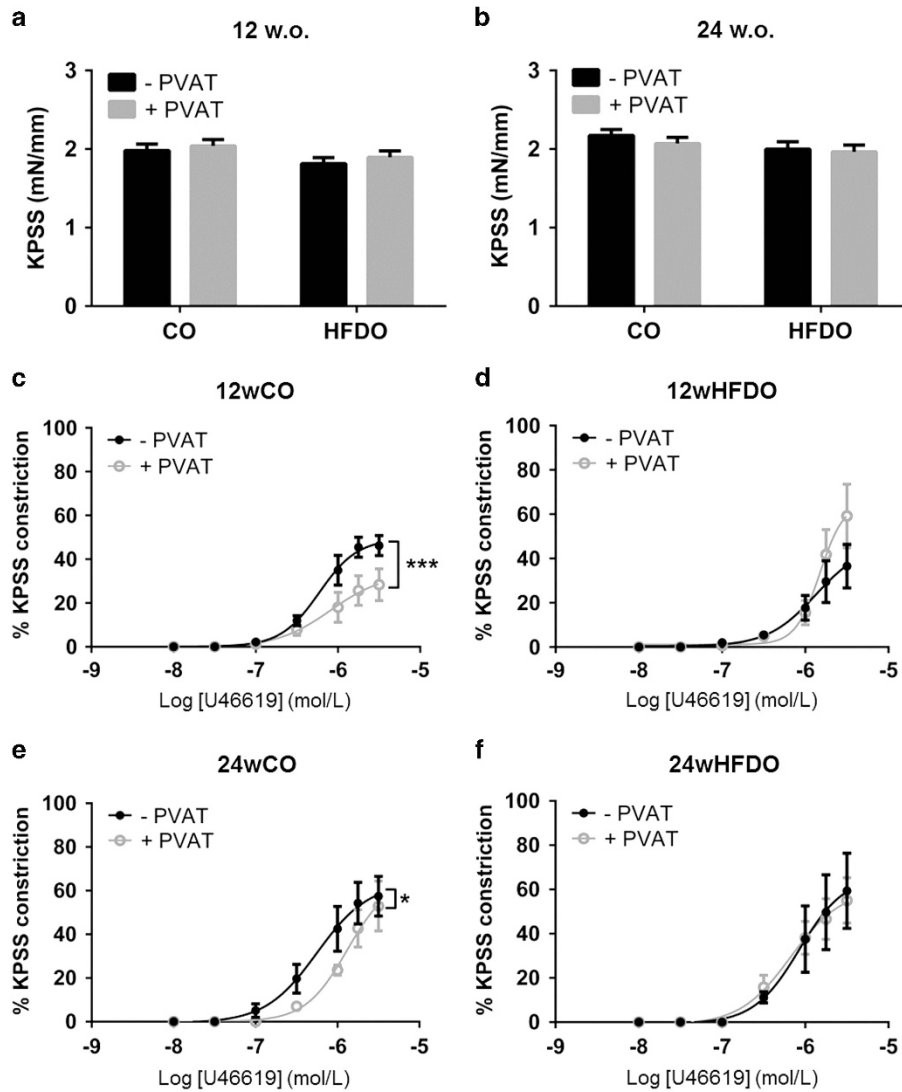 a
12 w.o.
KPSS (mN/mm)
3
2
1
0
- PVAT
+ PVAT
CO
HFDO
b
24 w.o.
KPSS (mN/mm)
3
2
1
0
- PVAT
+ PVAT
CO
HFDO
c
12wCO
% KPSS constriction
100
80
60
40
20
0
- PVAT
+ PVAT
***
-9
-8
-7
-6
-5
Log [U46619] (mol/L)
d
12wHFDO
% KPSS constriction
100
80
60
40
20
0
- PVAT
+ PVAT
-9
-8
-7
-6
-5
Log [U46619] (mol/L)
e
24wCO
% KPSS constriction
100
80
60
40
20
0
- PVAT
+ PVAT
*
-9
-8
-7
-6
-5
Log [U46619] (mol/L)
f
24wHFDO
% KPSS constriction
100
80
60
40
20
0
- PVAT
+ PVAT
-9
-8
-7
-6
-5
Log [U46619] (mol/L)